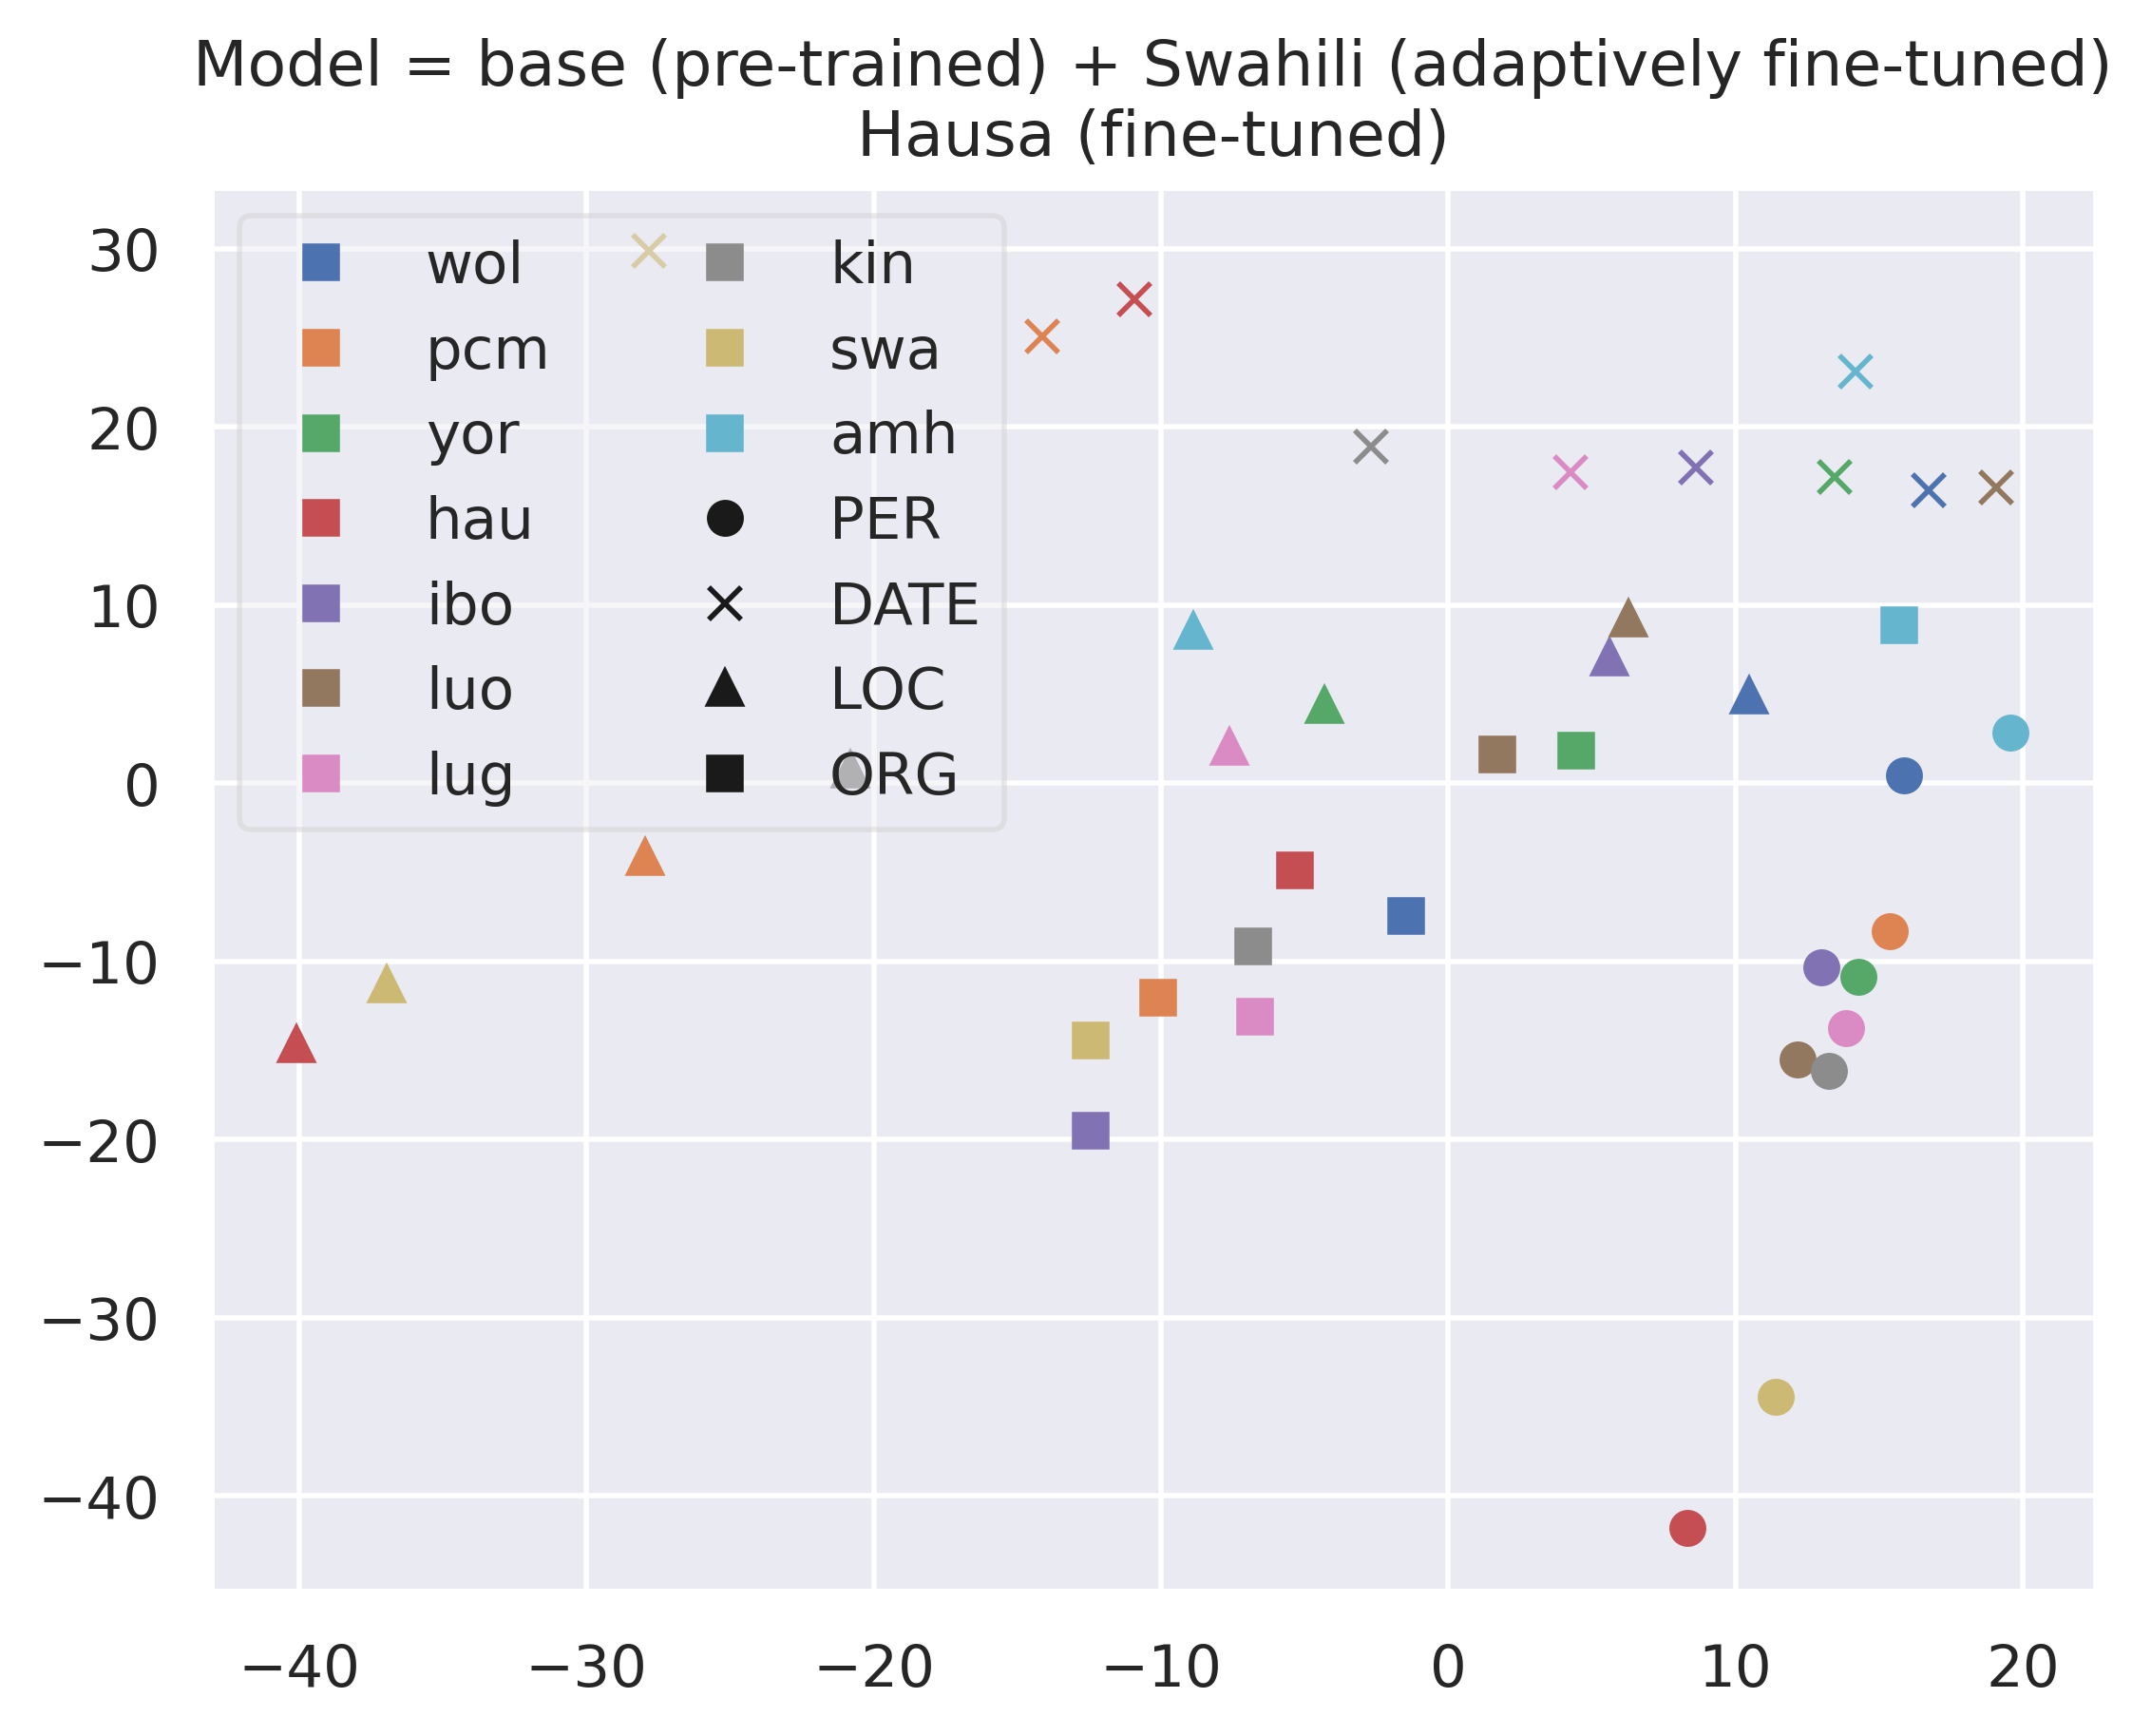 Model = base (pre-trained) + Swahili (adaptively fine-tuned)
Hausa (fine-tuned)
30
20
10
0
−10
−20
−30
−40
wol
pcm
yor
hau
ibo
luo
lug
kin
swa
amh
PER
DATE
LOC
ORG
−40
−30
−20
−10
0
10
20